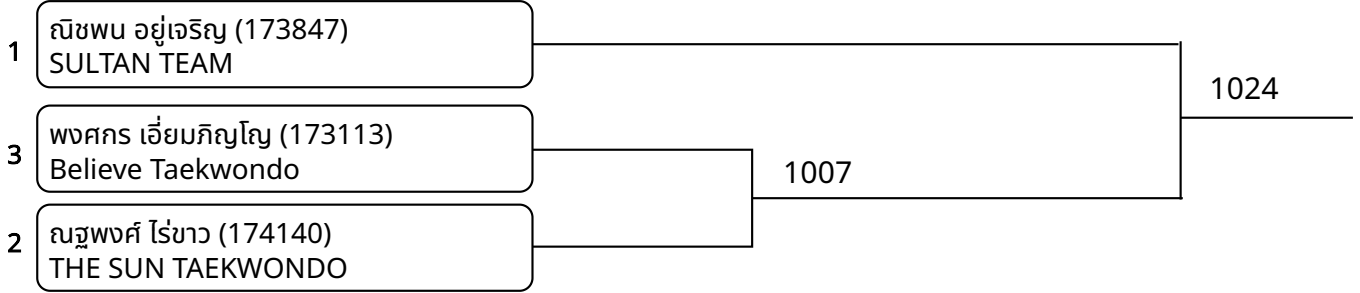 1
ณิชพน อยู่เจริญ (173847)
SULTAN TEAM
1024
3
พงศกร เอี่ยมภิญโญ (173113)
Believe Taekwondo
1007
2
ณฐพงศ์ ไร่ขาว (174140)
THE SUN TAEKWONDO